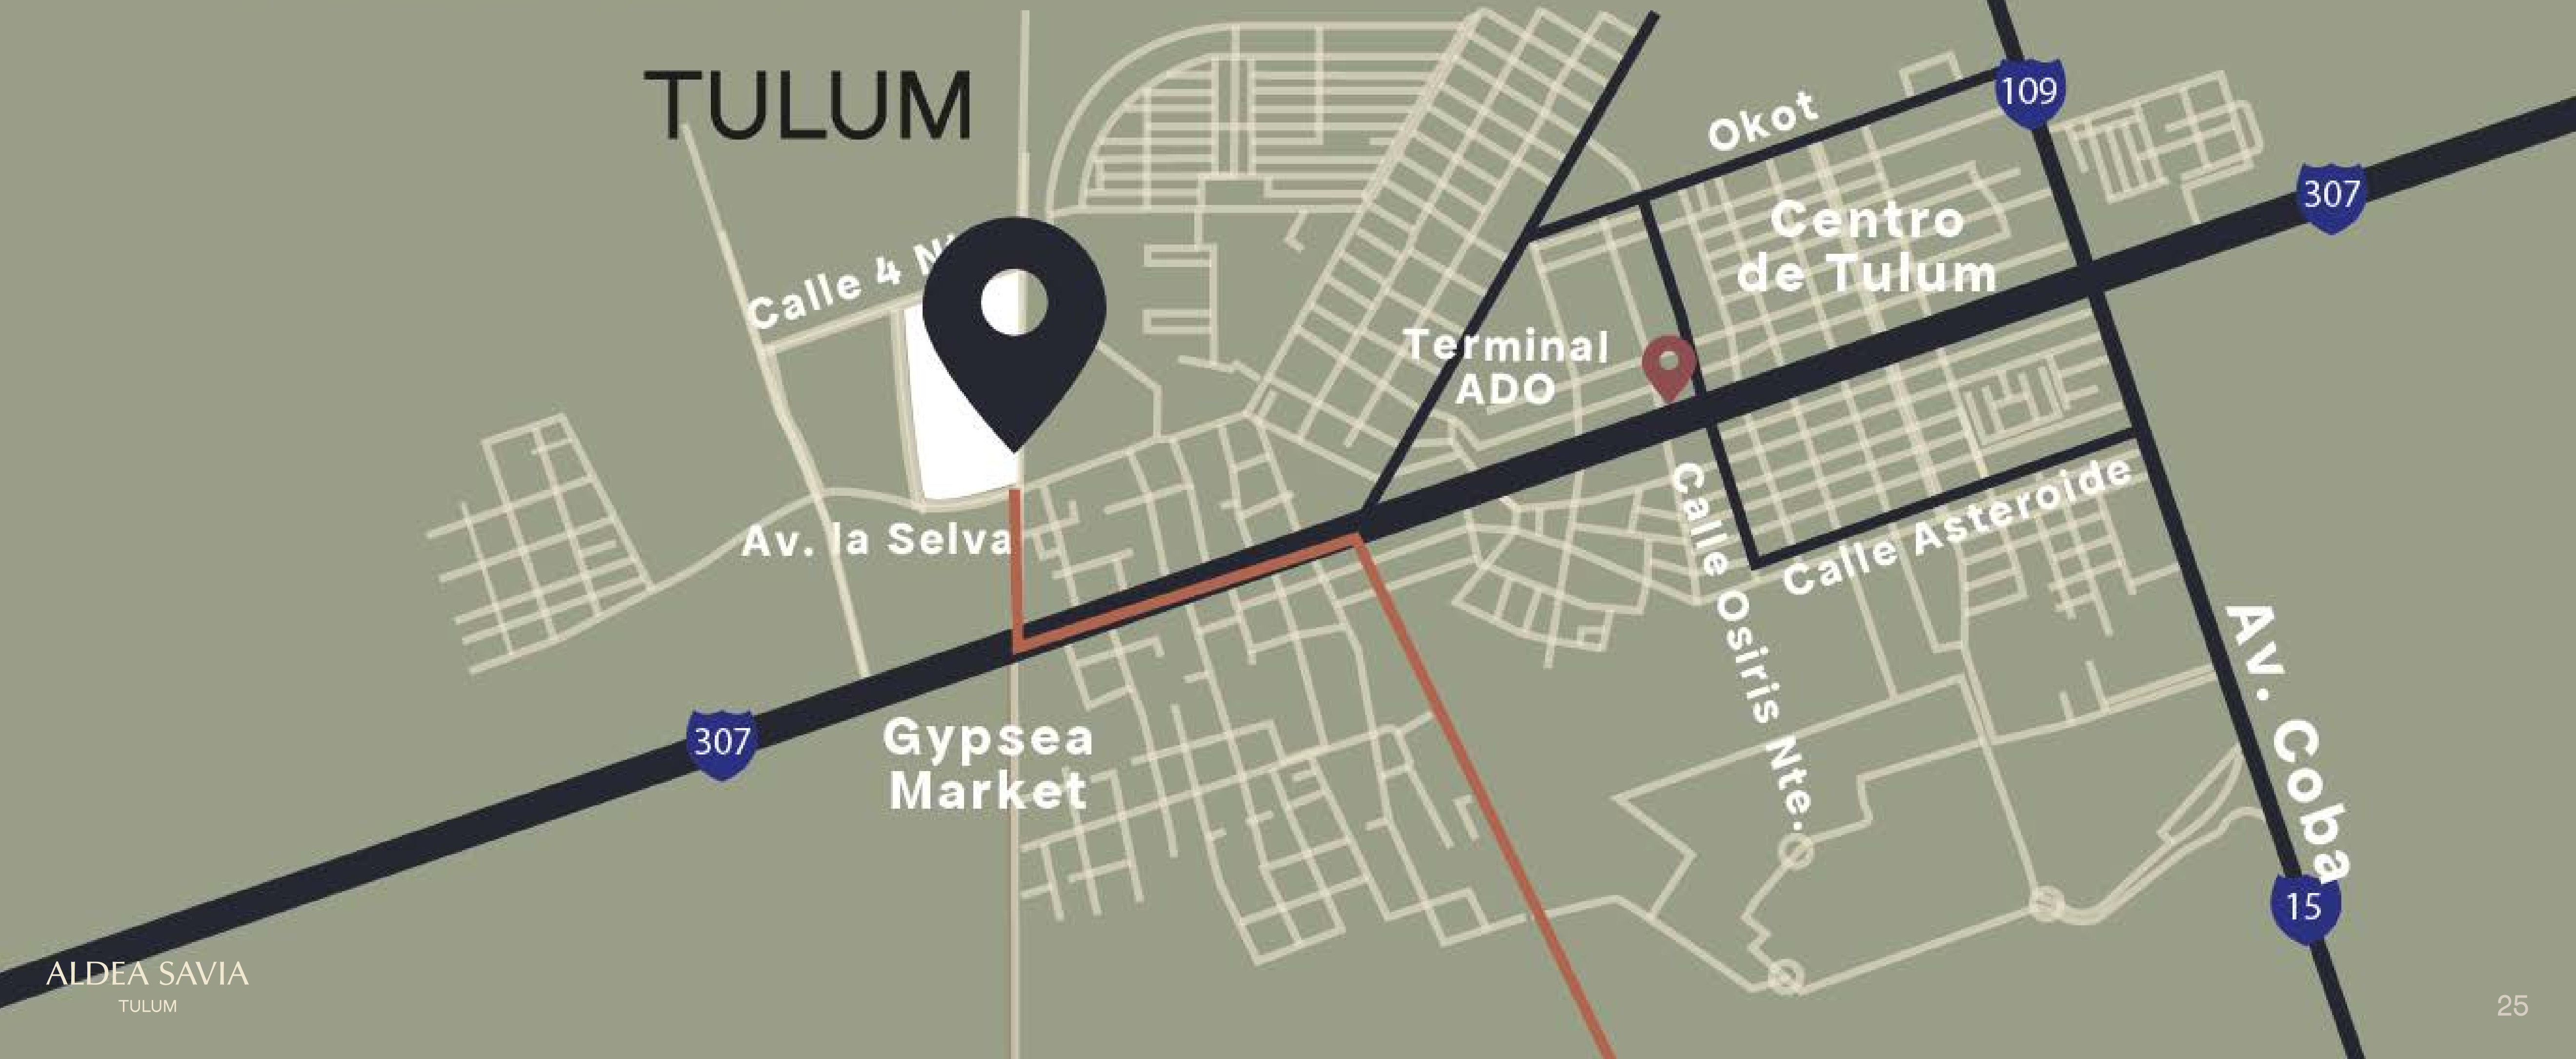 TULUM
109
Okot
307
Centro
de Tulum
Calle 4
Terminal
ADO
Av. la Selva
Calle Asteroide
Calle Osiris Nte.
Av. Coba
307
Gypsea
Market
15
ALDEA SAVIA
TULUM
25